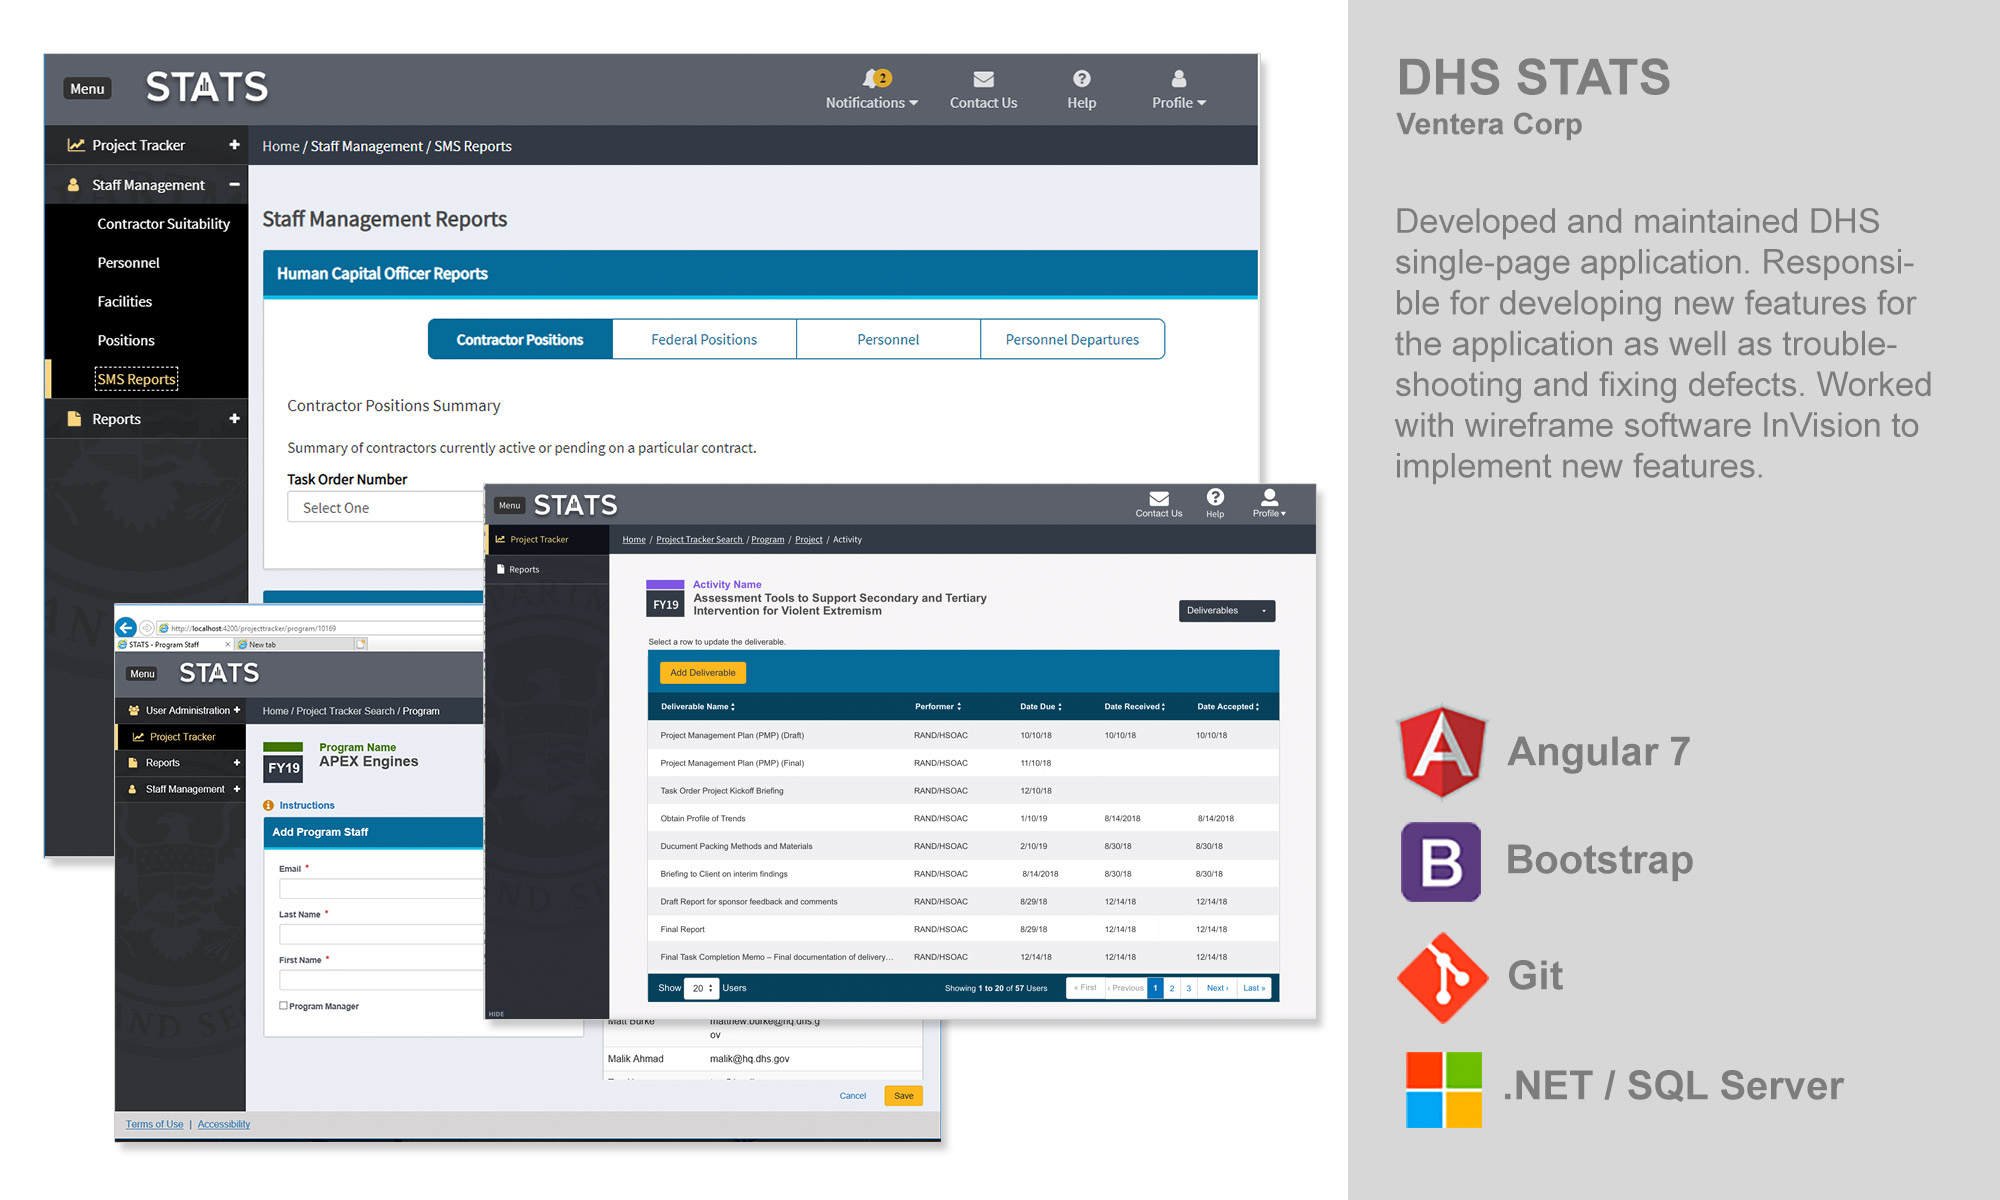 Menu
STATS
2
Notifications
Contact Us
Help
Profile
Project Tracker +
Home / Staff Management / SMS Reports
Staff Management −
Contractor Suitability
Personnel
Facilities
Positions
SMS Reports
Reports +
Staff Management Reports
Human Capital Officer Reports
Contractor Positions
Federal Positions
Personnel
Personnel Departures
Contractor Positions Summary
Summary of contractors currently active or pending on a particular contract.
Task Order Number
Select One
Menu
STATS
Contact Us
Help
Profile
Project Tracker
Home / Project Tracker Search / Program / Project / Activity
Reports
FY19
Activity Name
Assessment Tools to Support Secondary and Tertiary
Intervention for Violent Extremism
Deliverables
Select a row to update the deliverable.
Add Deliverable
Deliverable Name Performer Date Due Date Received Date Accepted
Project Management Plan (PMP) (Draft) RAND/HSOAC 10/10/18 10/10/18 10/10/18
Project Management Plan (PMP) (Final) RAND/HSOAC 11/10/18
Task Order Project Kickoff Briefing RAND/HSOAC 12/10/18
Obtain Profile of Trends RAND/HSOAC 1/10/19 8/14/2018 8/14/2018
Ducument Packing Methods and Materials RAND/HSOAC 2/10/19 8/30/18 8/30/18
Briefing to Client on interim findings RAND/HSOAC 8/14/2018 8/30/18 8/30/18
Draft Report for sponsor feedback and comments RAND/HSOAC 8/29/18 12/14/18 12/14/18
Final Report RAND/HSOAC 8/29/18 12/14/18 12/14/18
Final Task Completion Memo – Final documentation of delivery... RAND/HSOAC 12/14/18 12/14/18 12/14/18
Show 20 Users Showing 1 to 20 of 57 Users « First ‹ Previous 1 2 3 Next › Last »
HIDE
http://localhost:4200/projecttracker/program/10169
STATS - Program Staff × New tab
Menu
STATS
User Administration +
Home / Project Tracker Search / Program
Project Tracker
Reports +
Staff Management +
FY19
Program Name
APEX Engines
Instructions
Add Program Staff
Email *
Last Name *
First Name *
Program Manager
Matt Burke matthew.burke@hq.dhs.g
ov
Malik Ahmad malik@hq.dhs.gov
Cancel
Save
Terms of Use | Accessibility
DHS STATS
Ventera Corp
Developed and maintained DHS
single-page application. Responsi-
ble for developing new features for
the application as well as trouble-
shooting and fixing defects. Worked
with wireframe software InVision to
implement new features.
Angular 7
B
Bootstrap
Git
.NET / SQL Server